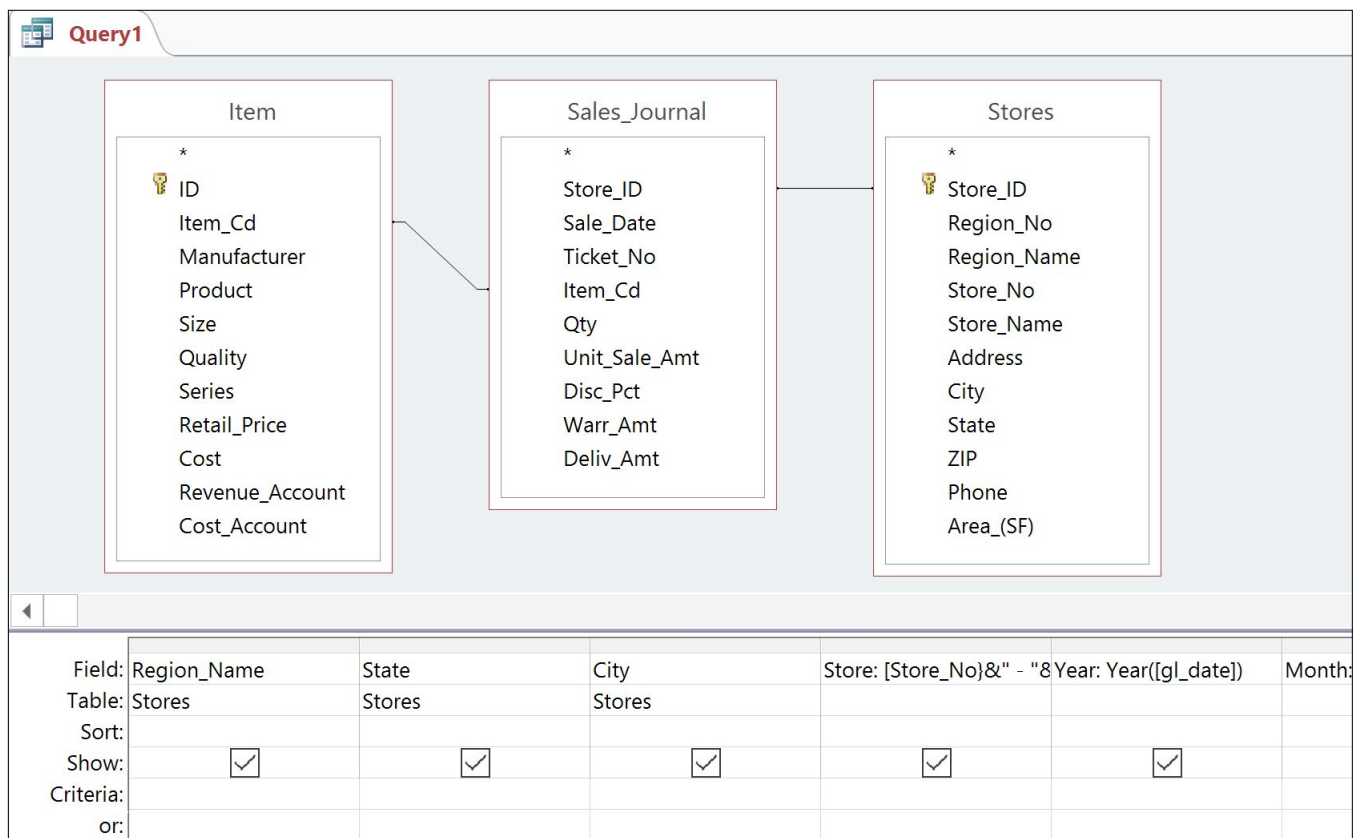 Query1
Item
*
ID
Item_Cd
Manufacturer
Product
Size
Quality
Series
Retail_Price
Cost
Revenue_Account
Cost_Account
Sales_Journal
*
Store_ID
Sale_Date
Ticket_No
Item_Cd
Qty
Unit_Sale_Amt
Disc_Pct
Warr_Amt
Deliv_Amt
Stores
*
Store_ID
Region_No
Region_Name
Store_No
Store_Name
Address
City
State
ZIP
Phone
Area_(SF)
Field: Region_Name State City Store: [Store_No}&" - "& Year: Year([gl_date]) Month:
Table: Stores Stores Stores
Sort:
Show:
Criteria:
or: